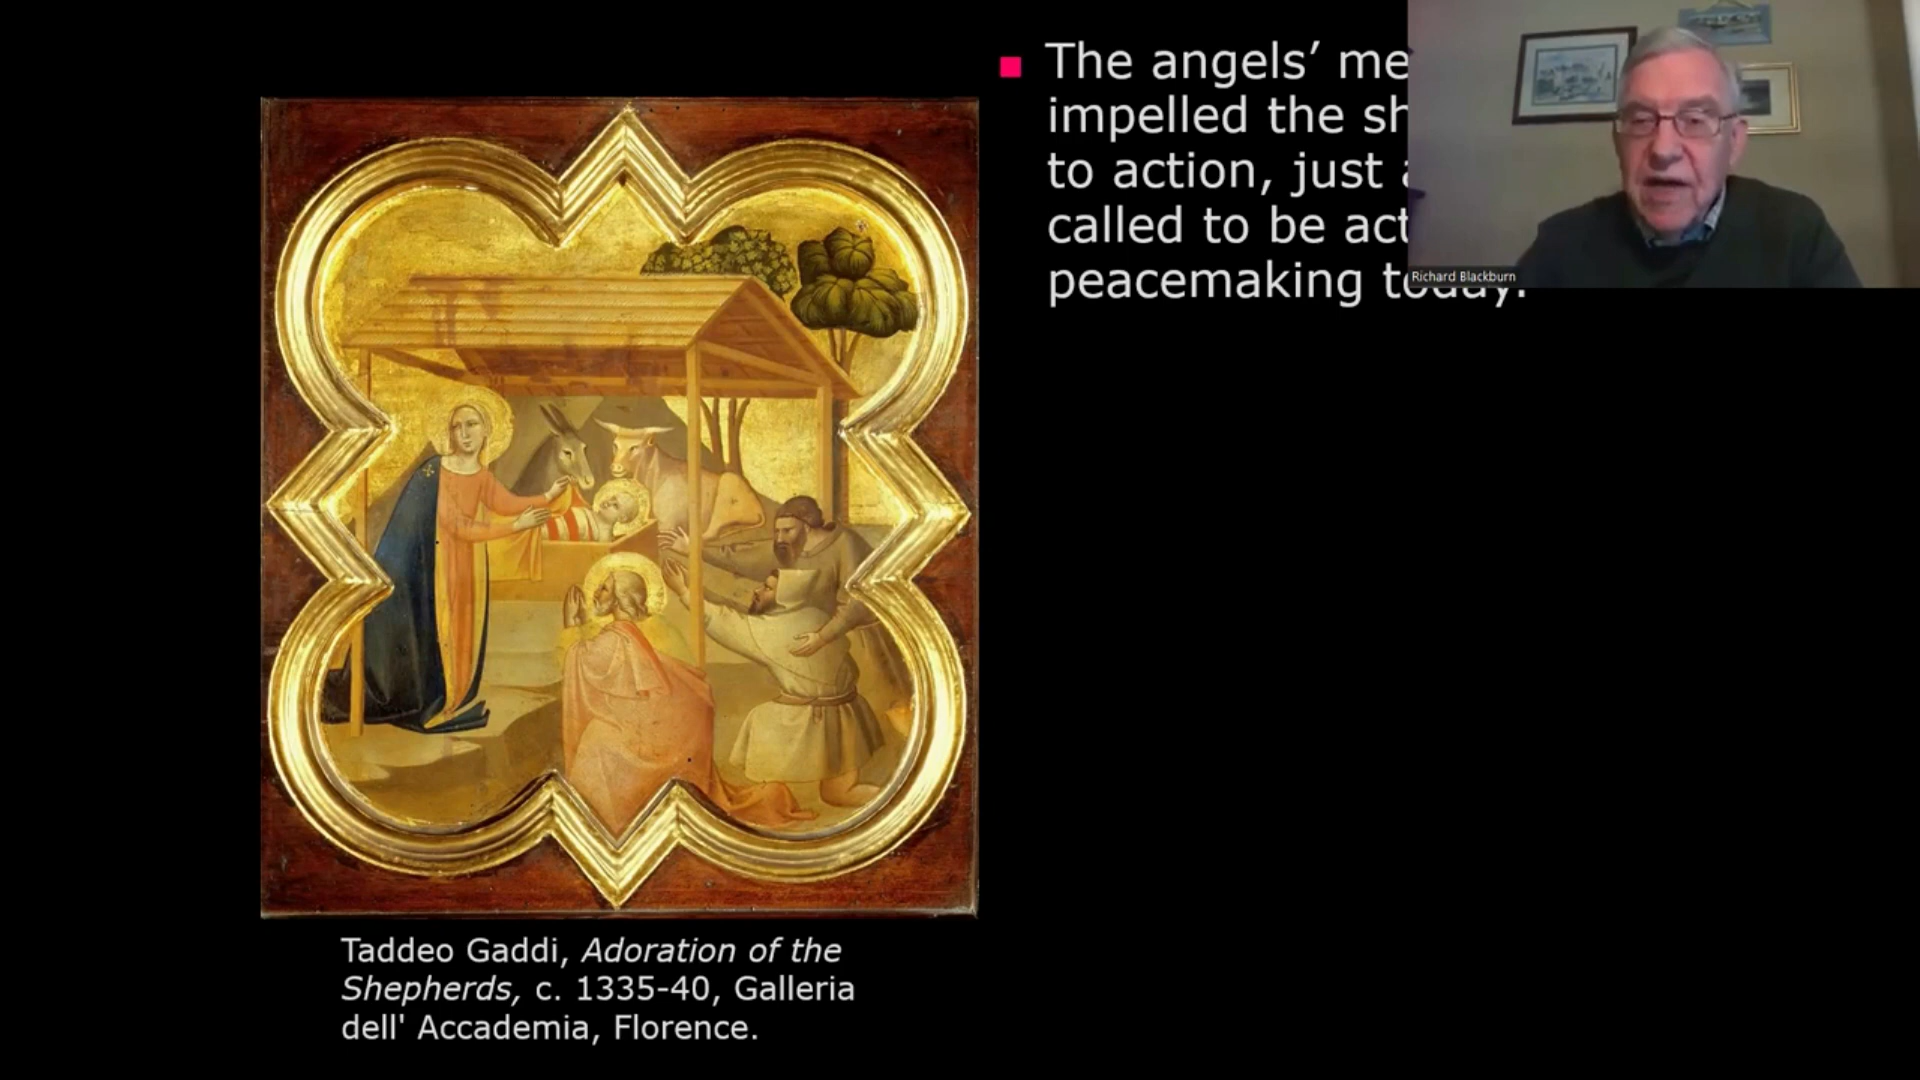 The angels’ me
impelled the sh
to action, just
called to be act
peacemaking today.
Richard Blackburn
Taddeo Gaddi, Adoration of the
Shepherds, c. 1335-40, Galleria
dell' Accademia, Florence.